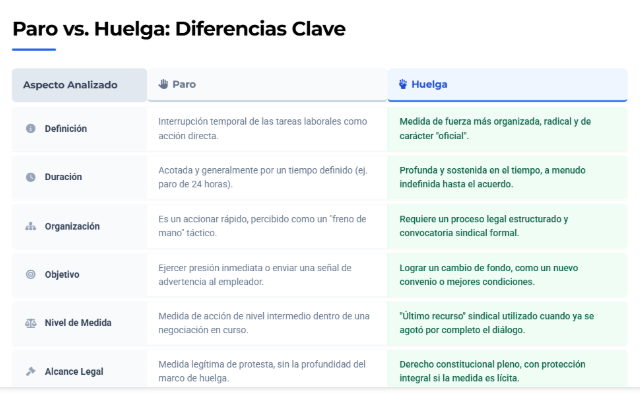 Paro vs. Huelga: Diferencias Clave
Aspecto Analizado
Paro
Huelga
Definición
Interrupción temporal de las tareas laborales como
acción directa.
Medida de fuerza más organizada, radical y de
carácter "oficial".
Duración
Acotada y generalmente por un tiempo definido (ej.
paro de 24 horas).
Profunda y sostenida en el tiempo, a menudo
indefinida hasta el acuerdo.
Organización
Es un accionar rápido, percibido como un "freno de
mano" táctico.
Requiere un proceso legal estructurado y
convocatoria sindical formal.
Objetivo
Ejercer presión inmediata o enviar una señal de
advertencia al empleador.
Lograr un cambio de fondo, como un nuevo
convenio o mejores condiciones.
Nivel de Medida
Medida de acción de nivel intermedio dentro de una
negociación en curso.
"Último recurso" sindical utilizado cuando ya se
agotó por completo el diálogo.
Alcance Legal
Medida legítima de protesta, sin la profundidad del
marco de huelga.
Derecho constitucional pleno, con protección
integral si la medida es lícita.